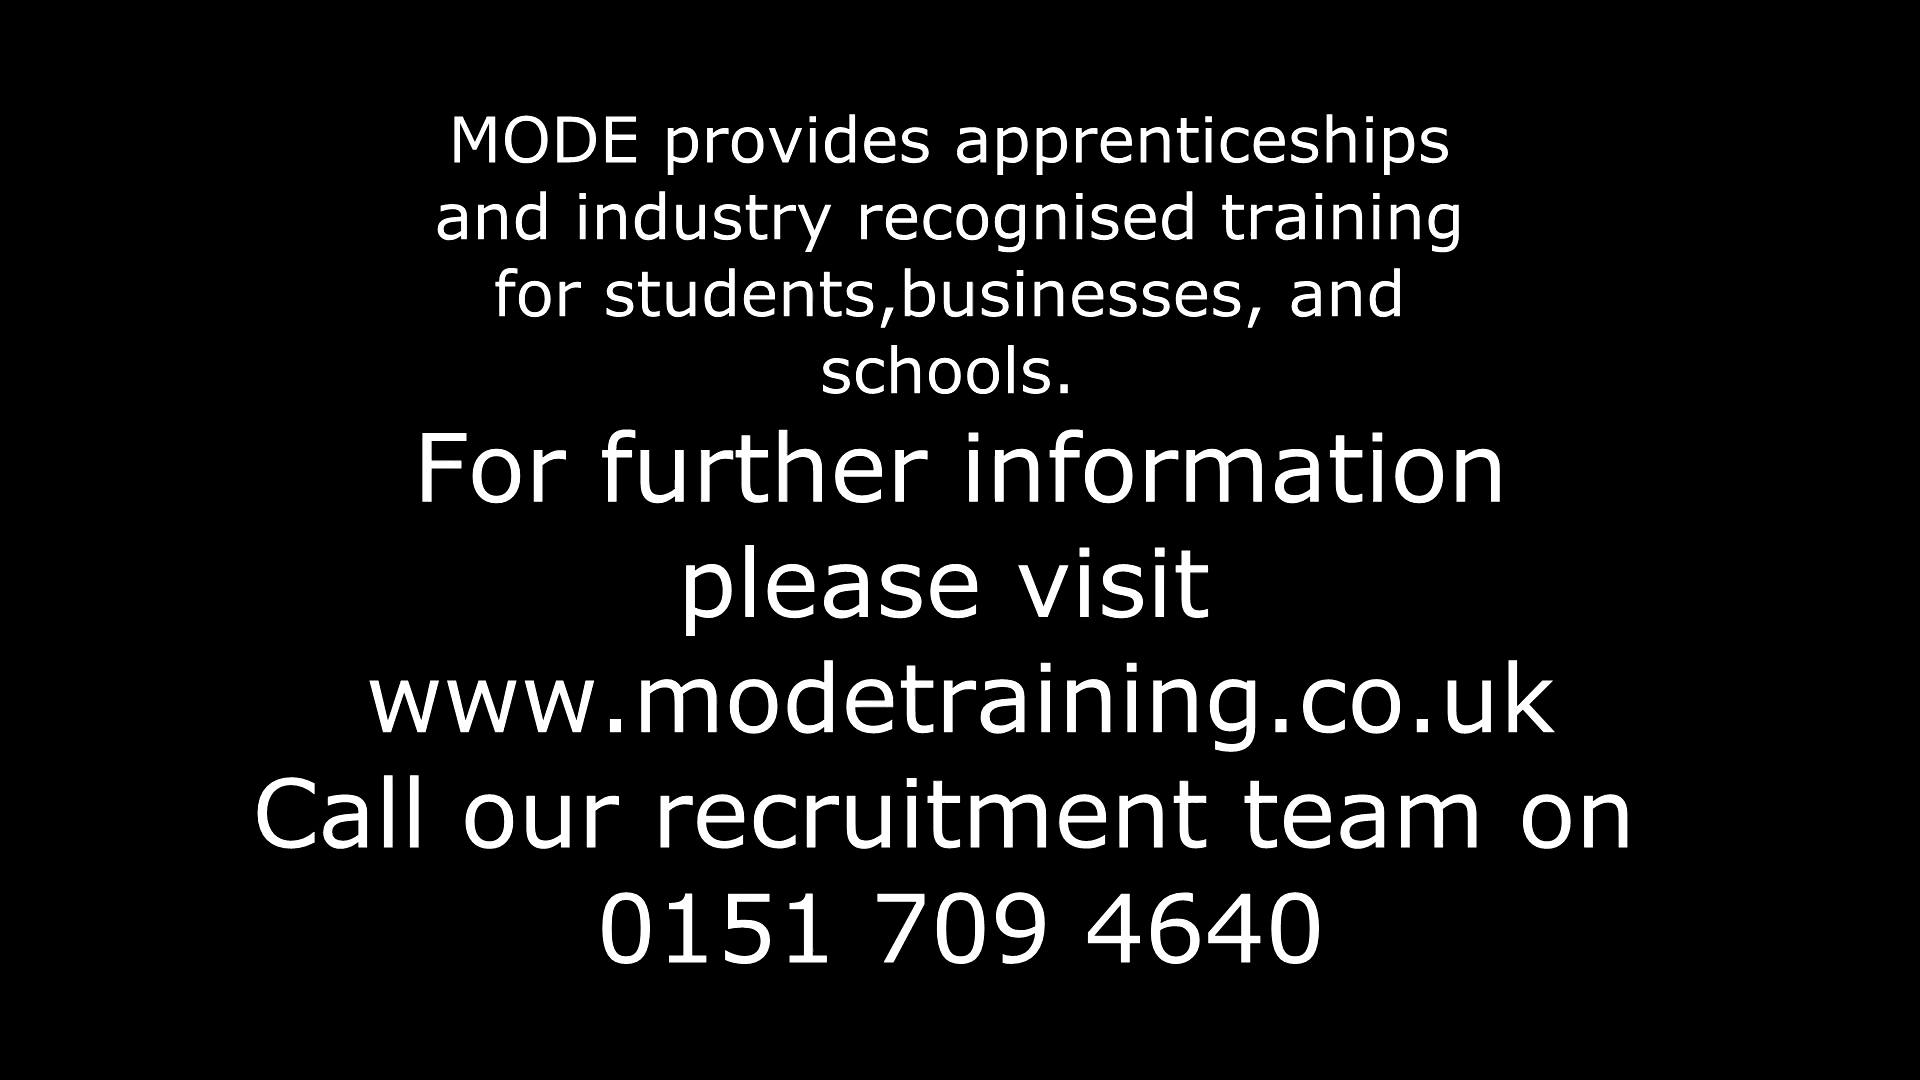 MODE provides apprenticeships
and industry recognised training
for students,businesses, and
schools.
For further information
please visit
www.modetraining.co.uk
Call our recruitment team on
0151 709 4640